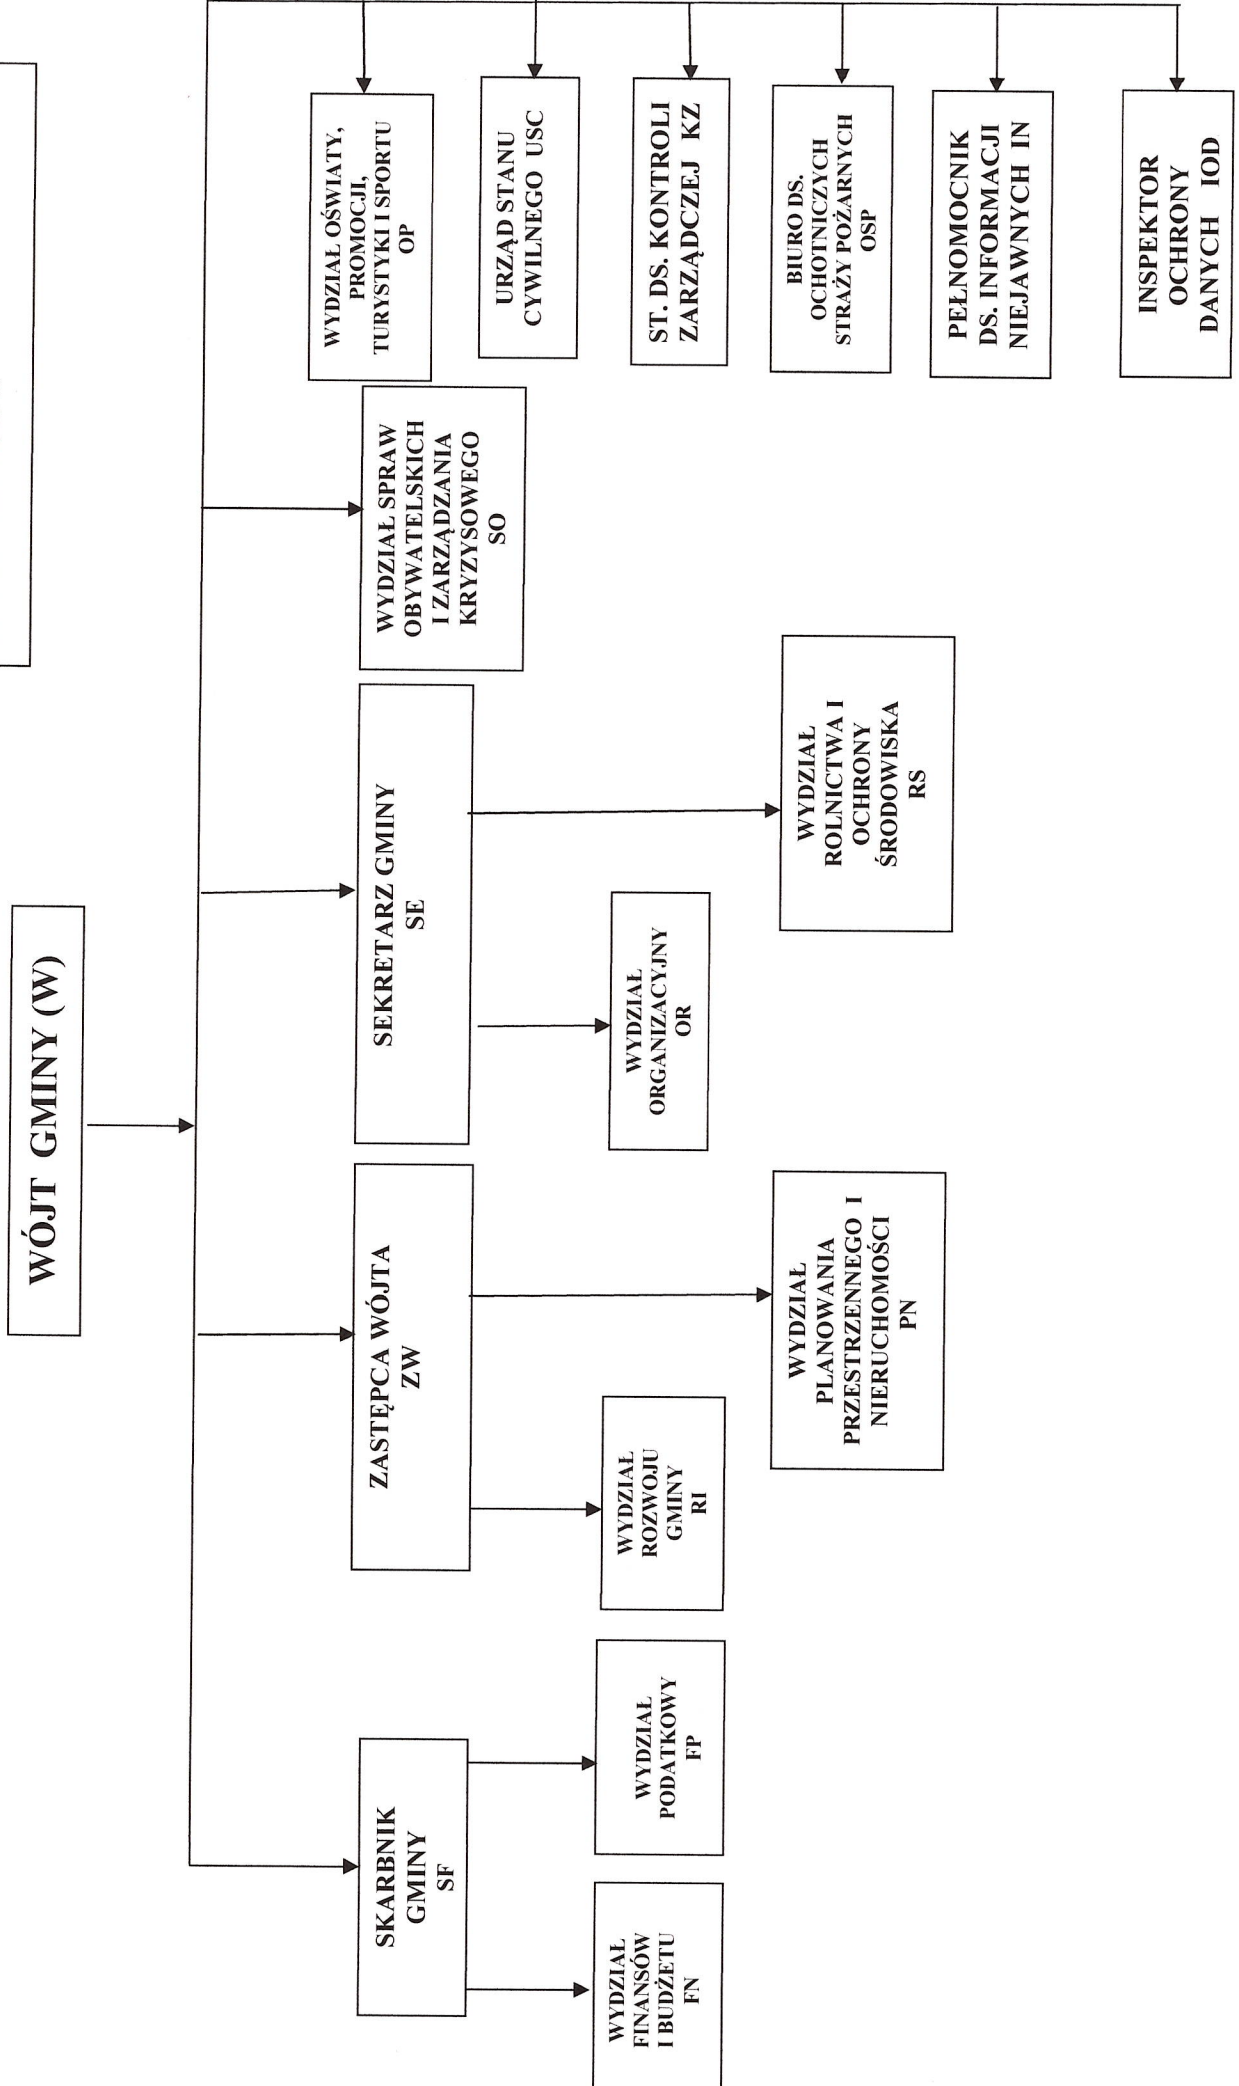 WÓJT GMINY (W)
SKARBNIK
GMINY
SF
ZASTĘPCA WÓJTA
ZW
SEKRETARZ GMINY
SE
WYDZIAŁ SPRAW
OBYWATELSKICH
I ZARZĄDZANIA
KRYZYSOWEGO
SO
WYDZIAŁ OŚWIATY,
PROMOCJI,
TURYSTYKI I SPORTU
OP
URZĄD STANU
CYWILNEGO USC
ST. DS. KONTROLI
ZARZĄDCZEJ KZ
BIURO DS.
OCHOTNICZYCH
STRAŻY POŻARNYCH
OSP
PEŁNOMOCNIK
DS. INFORMACJI
NIEJAWNYCH IN
INSPEKTOR
OCHRONY
DANYCH IOD
WYDZIAŁ
FINANSÓW
I BUDŻETU
FN
WYDZIAŁ
PODATKOWY
FP
WYDZIAŁ
ROZWOJU
GMINY
RI
WYDZIAŁ
PLANOWANIA
PRZESTRZENNEGO I
NIERUCHOMOŚCI
PN
WYDZIAŁ
ORGANIZACYJNY
OR
WYDZIAŁ
ROLNICTWA I
OCHRONY
ŚRODOWISKA
RS